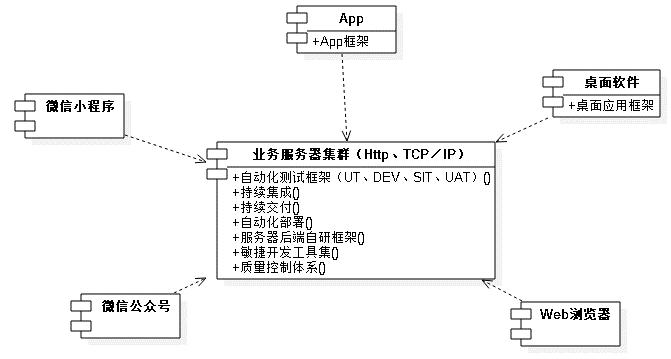 App
+App框架
桌面软件
+桌面应用框架
微信小程序
业务服务器集群（Http、TCP／IP）
+自动化测试框架（UT、DEV、SIT、UAT）()
+持续集成()
+持续交付()
+自动化部署()
+服务器后端自研框架()
+敏捷开发工具集()
+质量控制体系()
微信公众号
Web浏览器